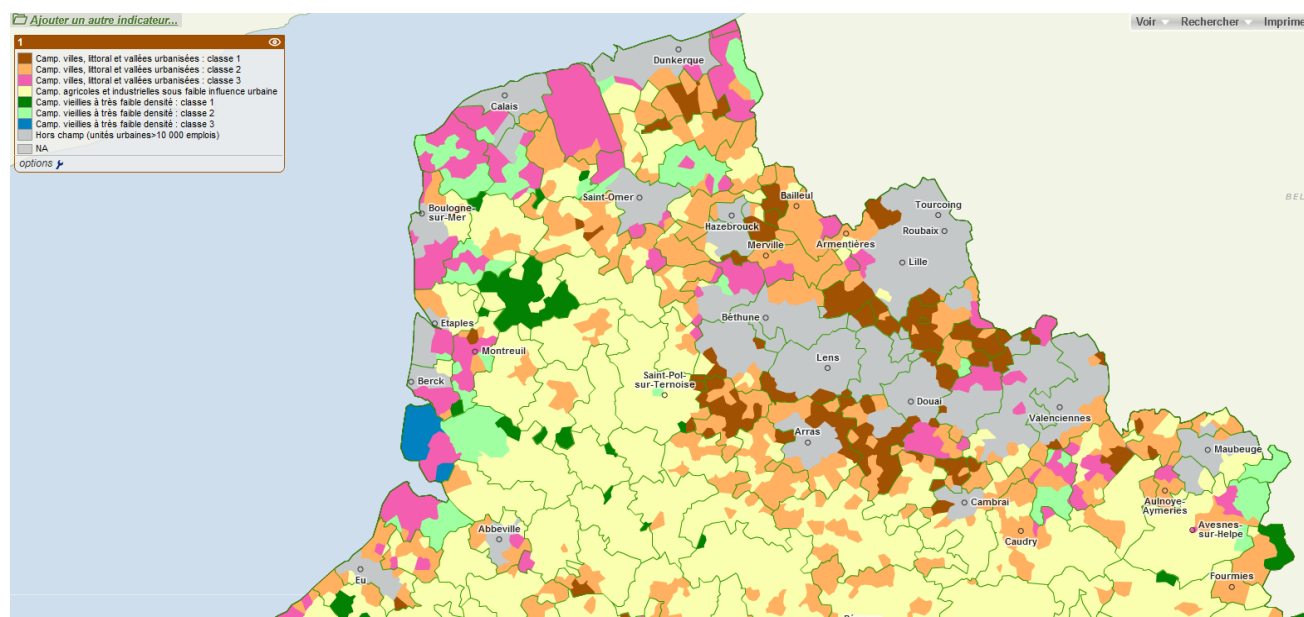 Ajouter un autre indicateur...
Voir Rechercher Imprime
1
Camp. villes, littoral et vallées urbanisées : classe 1
Camp. villes, littoral et vallées urbanisées : classe 2
Camp. villes, littoral et vallées urbanisées : classe 3
Camp. agricoles et industrielles sous faible influence urbaine
Camp. vieilles à très faible densité : classe 1
Camp. vieilles à très faible densité : classe 2
Camp. vieilles à très faible densité : classe 3
Hors champ (unités urbaines>10 000 emplois)
NA
options
Dunkerque
Calais
Saint-Omer
Bailleul
BEL
Boulogne-
sur-Mer
Tourcoing
Hazebrouck
Roubaix
Merville
Armentières
Lille
Etaples
Béthune
Montreuil
Lens
Berck
Saint-Pol-
sur-Ternoise
Douai
Valenciennes
Arras
Maubeuge
Cambrai
Aulnoye-
Aymeries
Abbeville
Caudry
Avesnes-
sur-Helpe
Eu
Fourmies